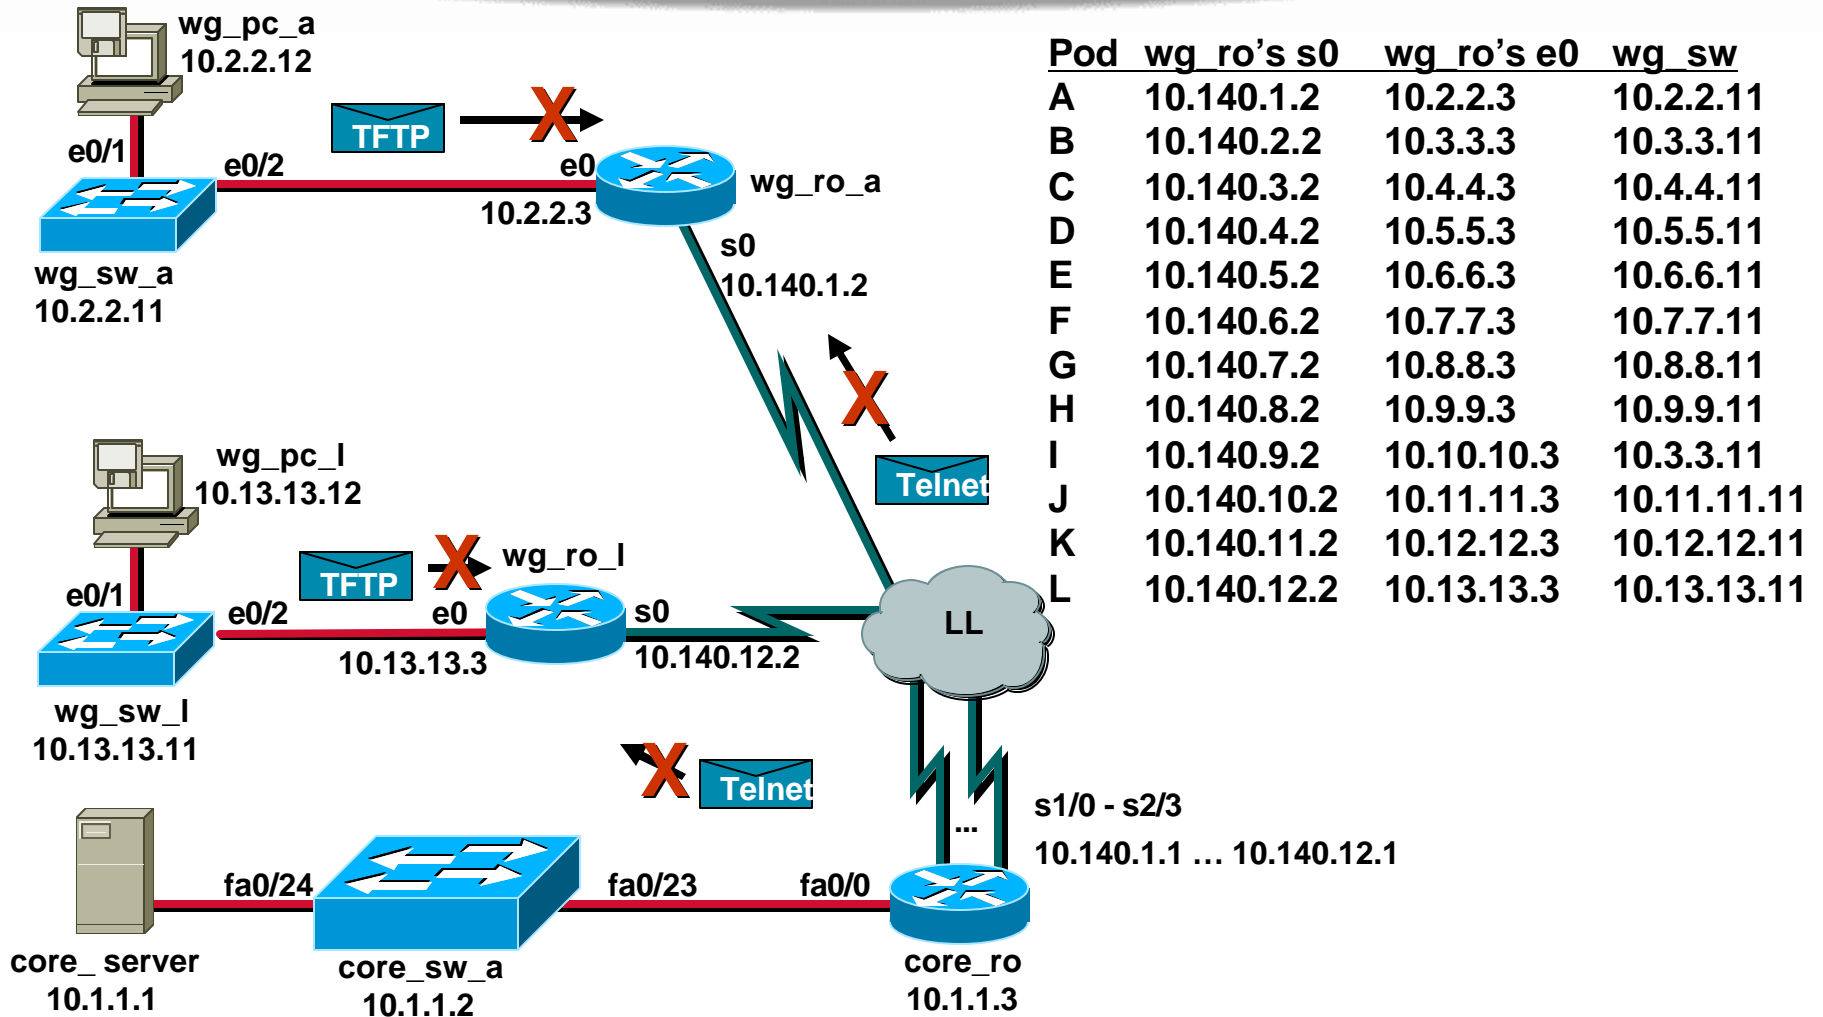 wg_pc_a
10.2.2.12
TFTP
e0/1
e0/2
e0
wg_ro_a
10.2.2.3
s0
10.140.1.2
wg_sw_a
10.2.2.11
Telnet
wg_pc_l
10.13.13.12
TFTP
wg_ro_l
e0/1
e0/2
e0
s0
LL
10.13.13.3
10.140.12.2
wg_sw_l
10.13.13.11
Telnet
s1/0 - s2/3
...
10.140.1.1 … 10.140.12.1
fa0/24
fa0/23
fa0/0
core_ server
10.1.1.1
core_sw_a
10.1.1.2
core_ro
10.1.1.3
Pod wg_ro’s s0 wg_ro’s e0 wg_sw
A 10.140.1.2 10.2.2.3 10.2.2.11
B 10.140.2.2 10.3.3.3 10.3.3.11
C 10.140.3.2 10.4.4.3 10.4.4.11
D 10.140.4.2 10.5.5.3 10.5.5.11
E 10.140.5.2 10.6.6.3 10.6.6.11
F 10.140.6.2 10.7.7.3 10.7.7.11
G 10.140.7.2 10.8.8.3 10.8.8.11
H 10.140.8.2 10.9.9.3 10.9.9.11
I 10.140.9.2 10.10.10.3 10.3.3.11
J 10.140.10.2 10.11.11.3 10.11.11.11
K 10.140.11.2 10.12.12.3 10.12.12.11
L 10.140.12.2 10.13.13.3 10.13.13.11